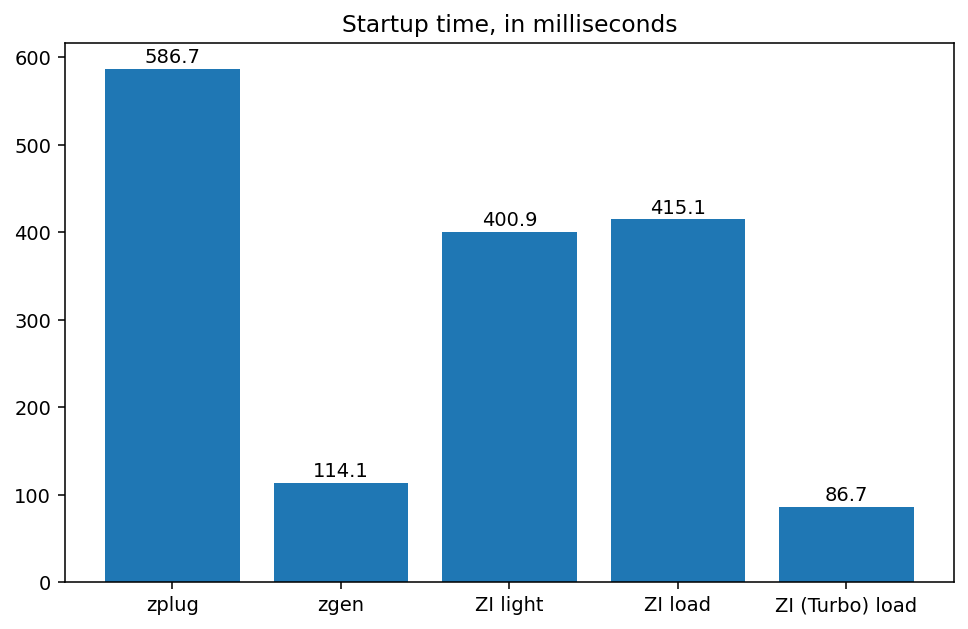 Startup time, in milliseconds
600
500
400
300
200
100
0
586.7
114.1
400.9
415.1
86.7
zplug
zgen
ZI light
ZI load
ZI (Turbo) load